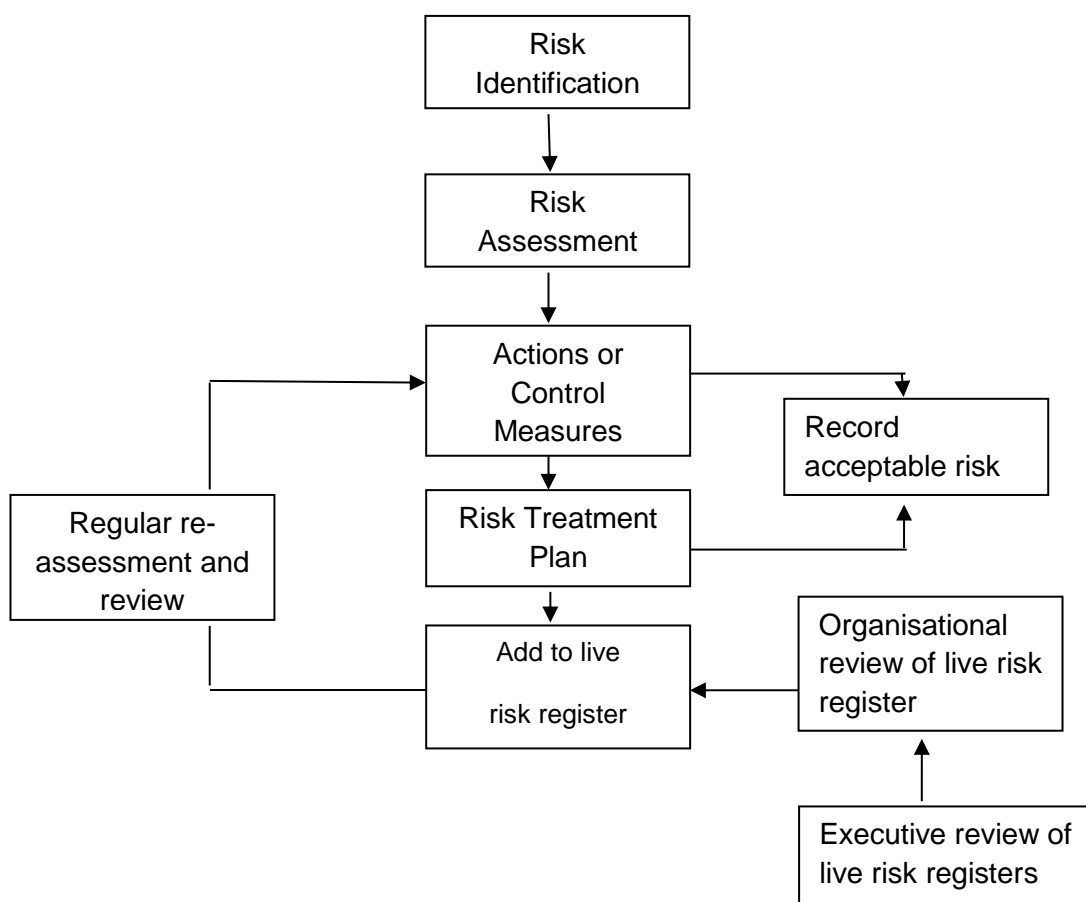 Risk
Identification
Risk
Assessment
Actions or
Control
Measures
Record
acceptable risk
Regular re-
assessment and
review
Risk Treatment
Plan
Add to live
risk register
Organisational
review of live risk
register
Executive review of
live risk registers